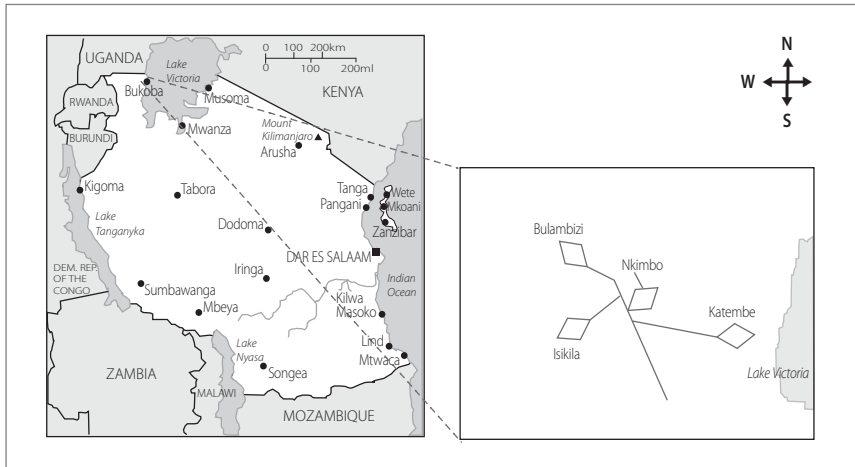 UGANDA
Lake
Victoria
0 100 200km
0 100 200ml
KENYA
RWANDA
BURUNDI
Bukoba
Musoma
Mwanza
Mount
Kilimanjaro
Arusha
Kigoma
Tabora
Tanga
Pangani
Wete
Mkoani
Zanzibar
Lake
Tanganyka
Dodoma
DAR ES SALAAM
DEM. REP.
OF THE
CONGO
Iringa
Indian
Ocean
Sumbawanga
Mbeya
Kilwa
Masoko
Lind
Mtwaca
Lake
Nyasa
Songea
ZAMBIA
MALAWI
MOZAMBIQUE
N
W E
S
Bulambizi
Nkimbo
Katembe
Isikila
Lake Victoria